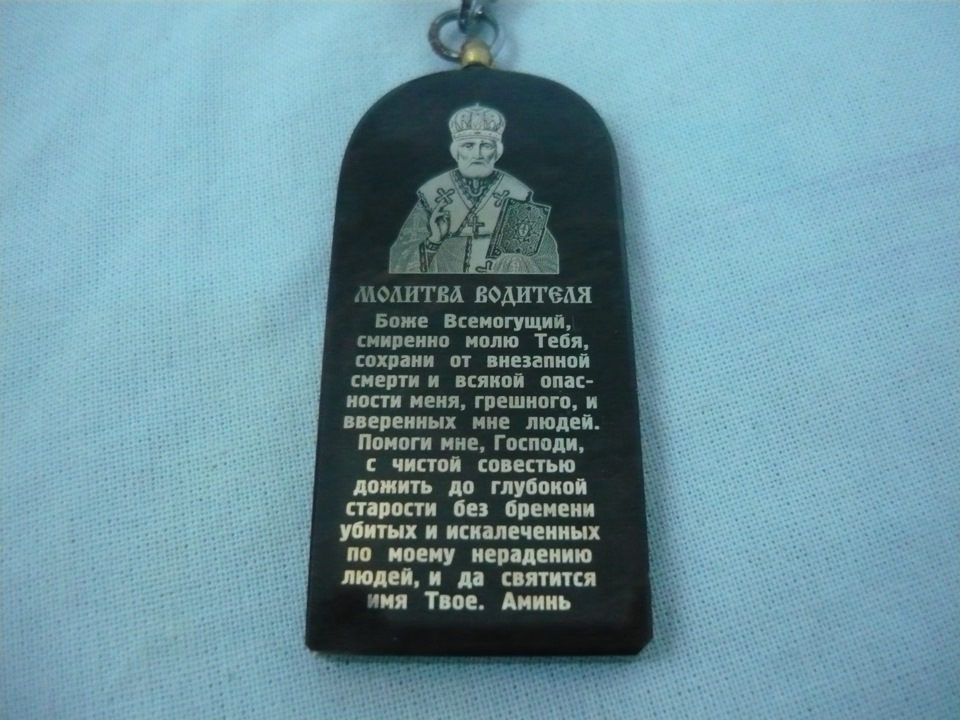 МОЛИТВА ВОДИТЕЛЯ
Боже Всемогущий,
смиренно молю Тебя,
сохрани от внезапной
смерти и всякой опас-
ности меня, грешного, и
вверенных мне людей.
Помоги мне, Господи,
с чистой совестью
дожить до глубокой
старости без бремени
убитых и искалеченных
по моему нерадению
людей, и да святится
имя Твое. Аминь